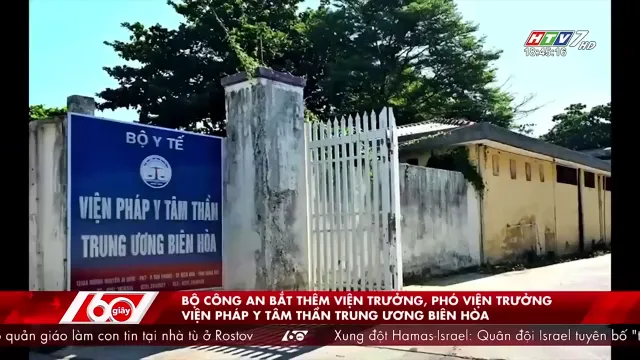 HTV7 HD
18:45:16
BỘ Y TẾ
VIỆN PHÁP Y TÂM THẦN
TRUNG ƯƠNG BIÊN HÒA
BỘ CÔNG AN BẮT THÊM VIỆN TRƯỞNG, PHÓ VIỆN TRƯỞNG
VIỆN PHÁP Y TÂM THẦN TRUNG ƯƠNG BIÊN HÒA
60 giây
quản giáo làm con tin tại nhà tù ở Rostov 60 Xung đột Hamas-Israel: Quân đội Israel tuyên bố "